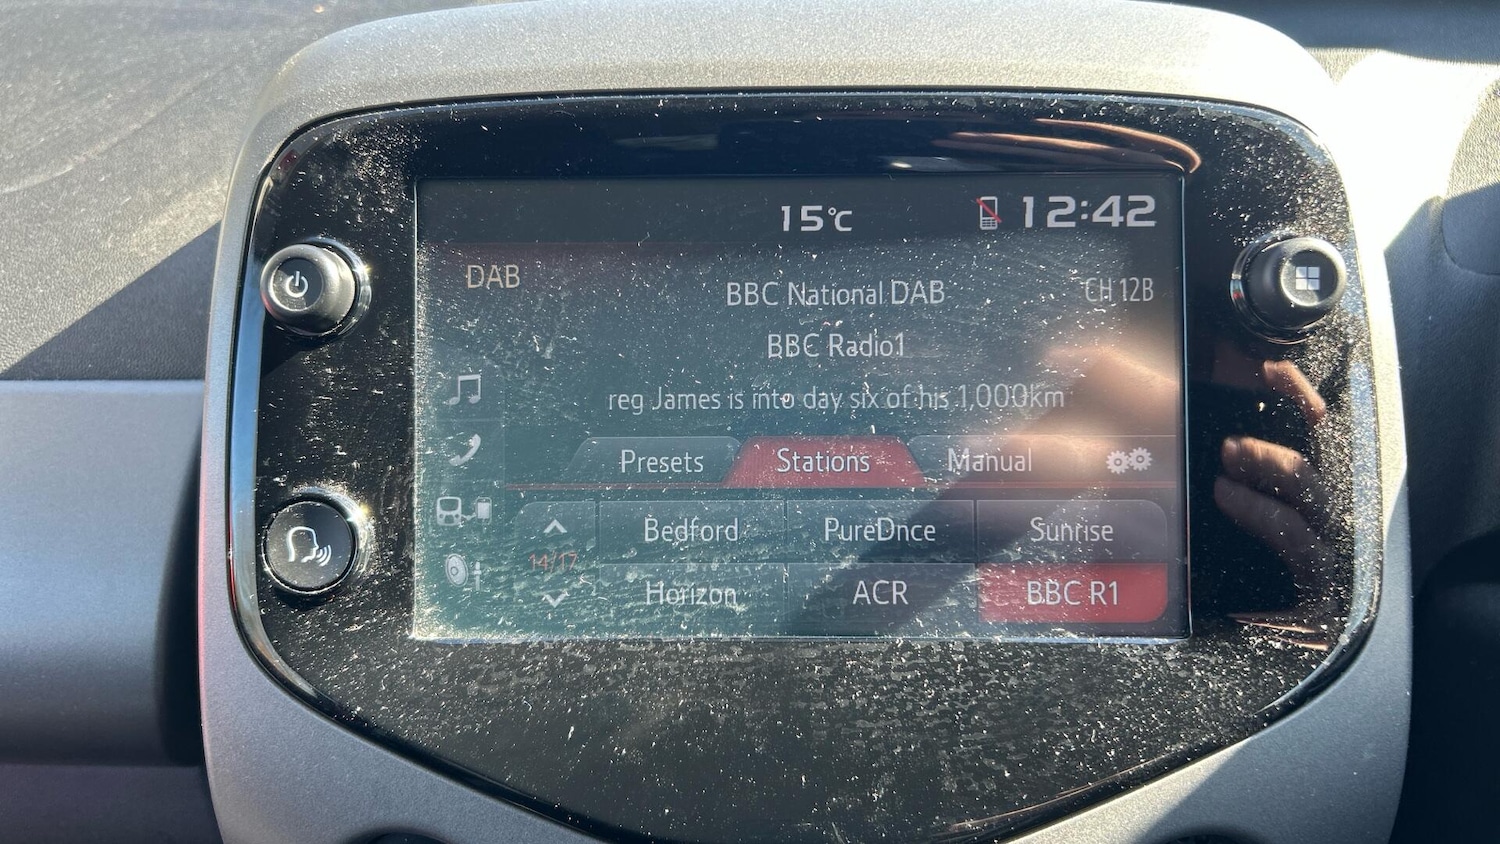 15°C 12:42
DAB BBC National DAB CH 12B
BBC Radio1
reg James is into day six of his 1,000km
Presets Stations Manual
Bedford PureDnce Sunrise
14/17
Horizon ACR BBC R1